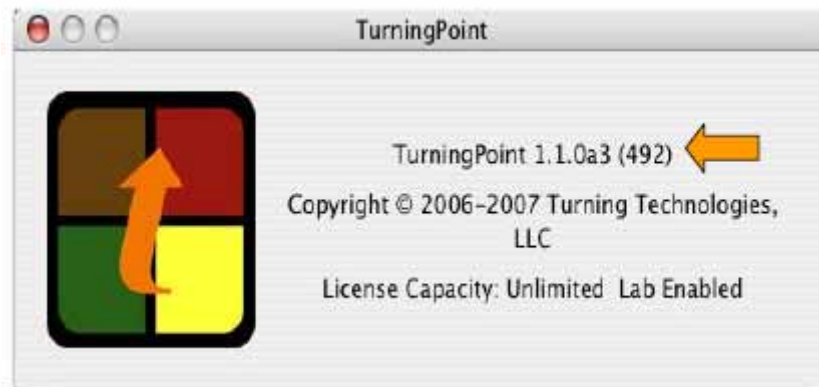 TurningPoint
TurningPoint 1.1.0a3 (492)
Copyright © 2006-2007 Turning Technologies,
LLC
License Capacity: Unlimited Lab Enabled